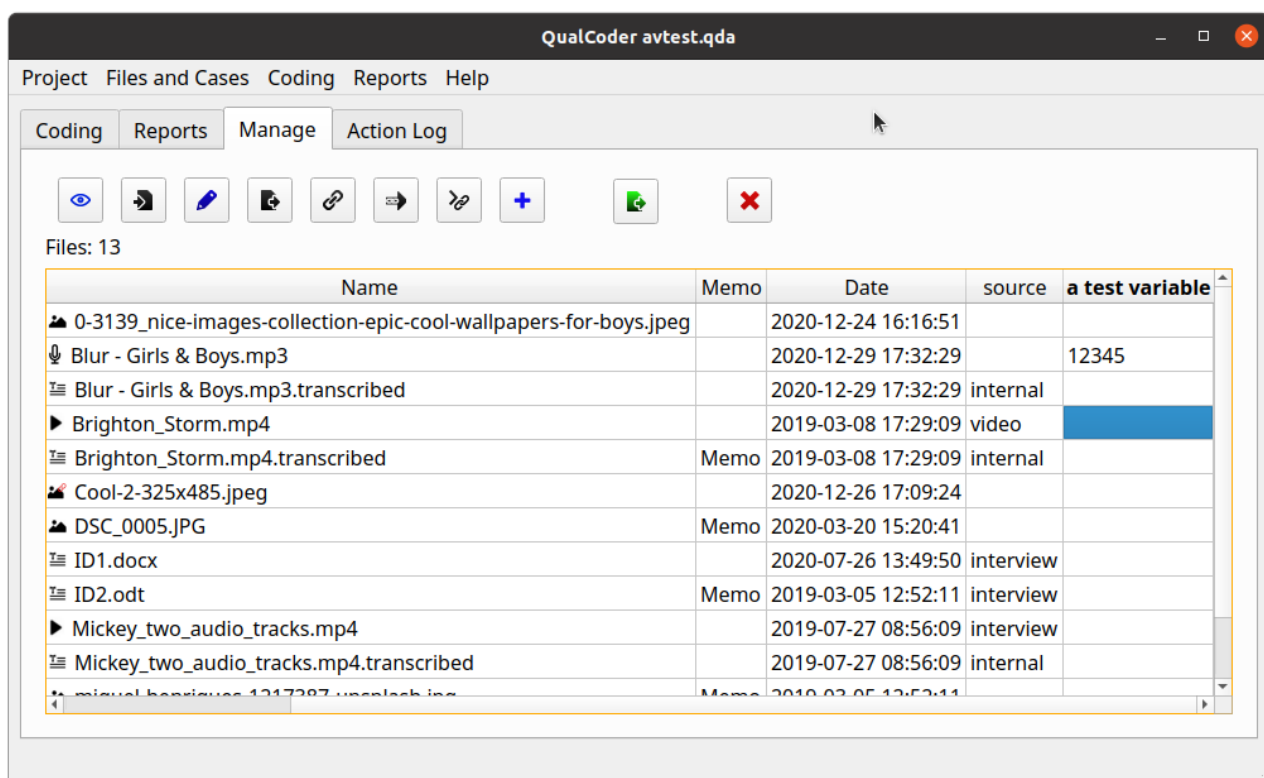 QualCoder avtest.qda
Project Files and Cases Coding Reports Help
Coding Reports Manage Action Log
Files: 13
Name Memo Date source a test variable
0-3139_nice-images-collection-epic-cool-wallpapers-for-boys.jpeg 2020-12-24 16:16:51
Blur - Girls & Boys.mp3 2020-12-29 17:32:29 12345
Blur - Girls & Boys.mp3.transcribed 2020-12-29 17:32:29 internal
Brighton_Storm.mp4 2019-03-08 17:29:09 video
Brighton_Storm.mp4.transcribed Memo 2019-03-08 17:29:09 internal
Cool-2-325x485.jpeg 2020-12-26 17:09:24
DSC_0005.JPG Memo 2020-03-20 15:20:41
ID1.docx 2020-07-26 13:49:50 interview
ID2.odt Memo 2019-03-05 12:52:11 interview
Mickey_two_audio_tracks.mp4 2019-07-27 08:56:09 interview
Mickey_two_audio_tracks.mp4.transcribed 2019-07-27 08:56:09 internal
Memo 2019-03-05 12:52:11